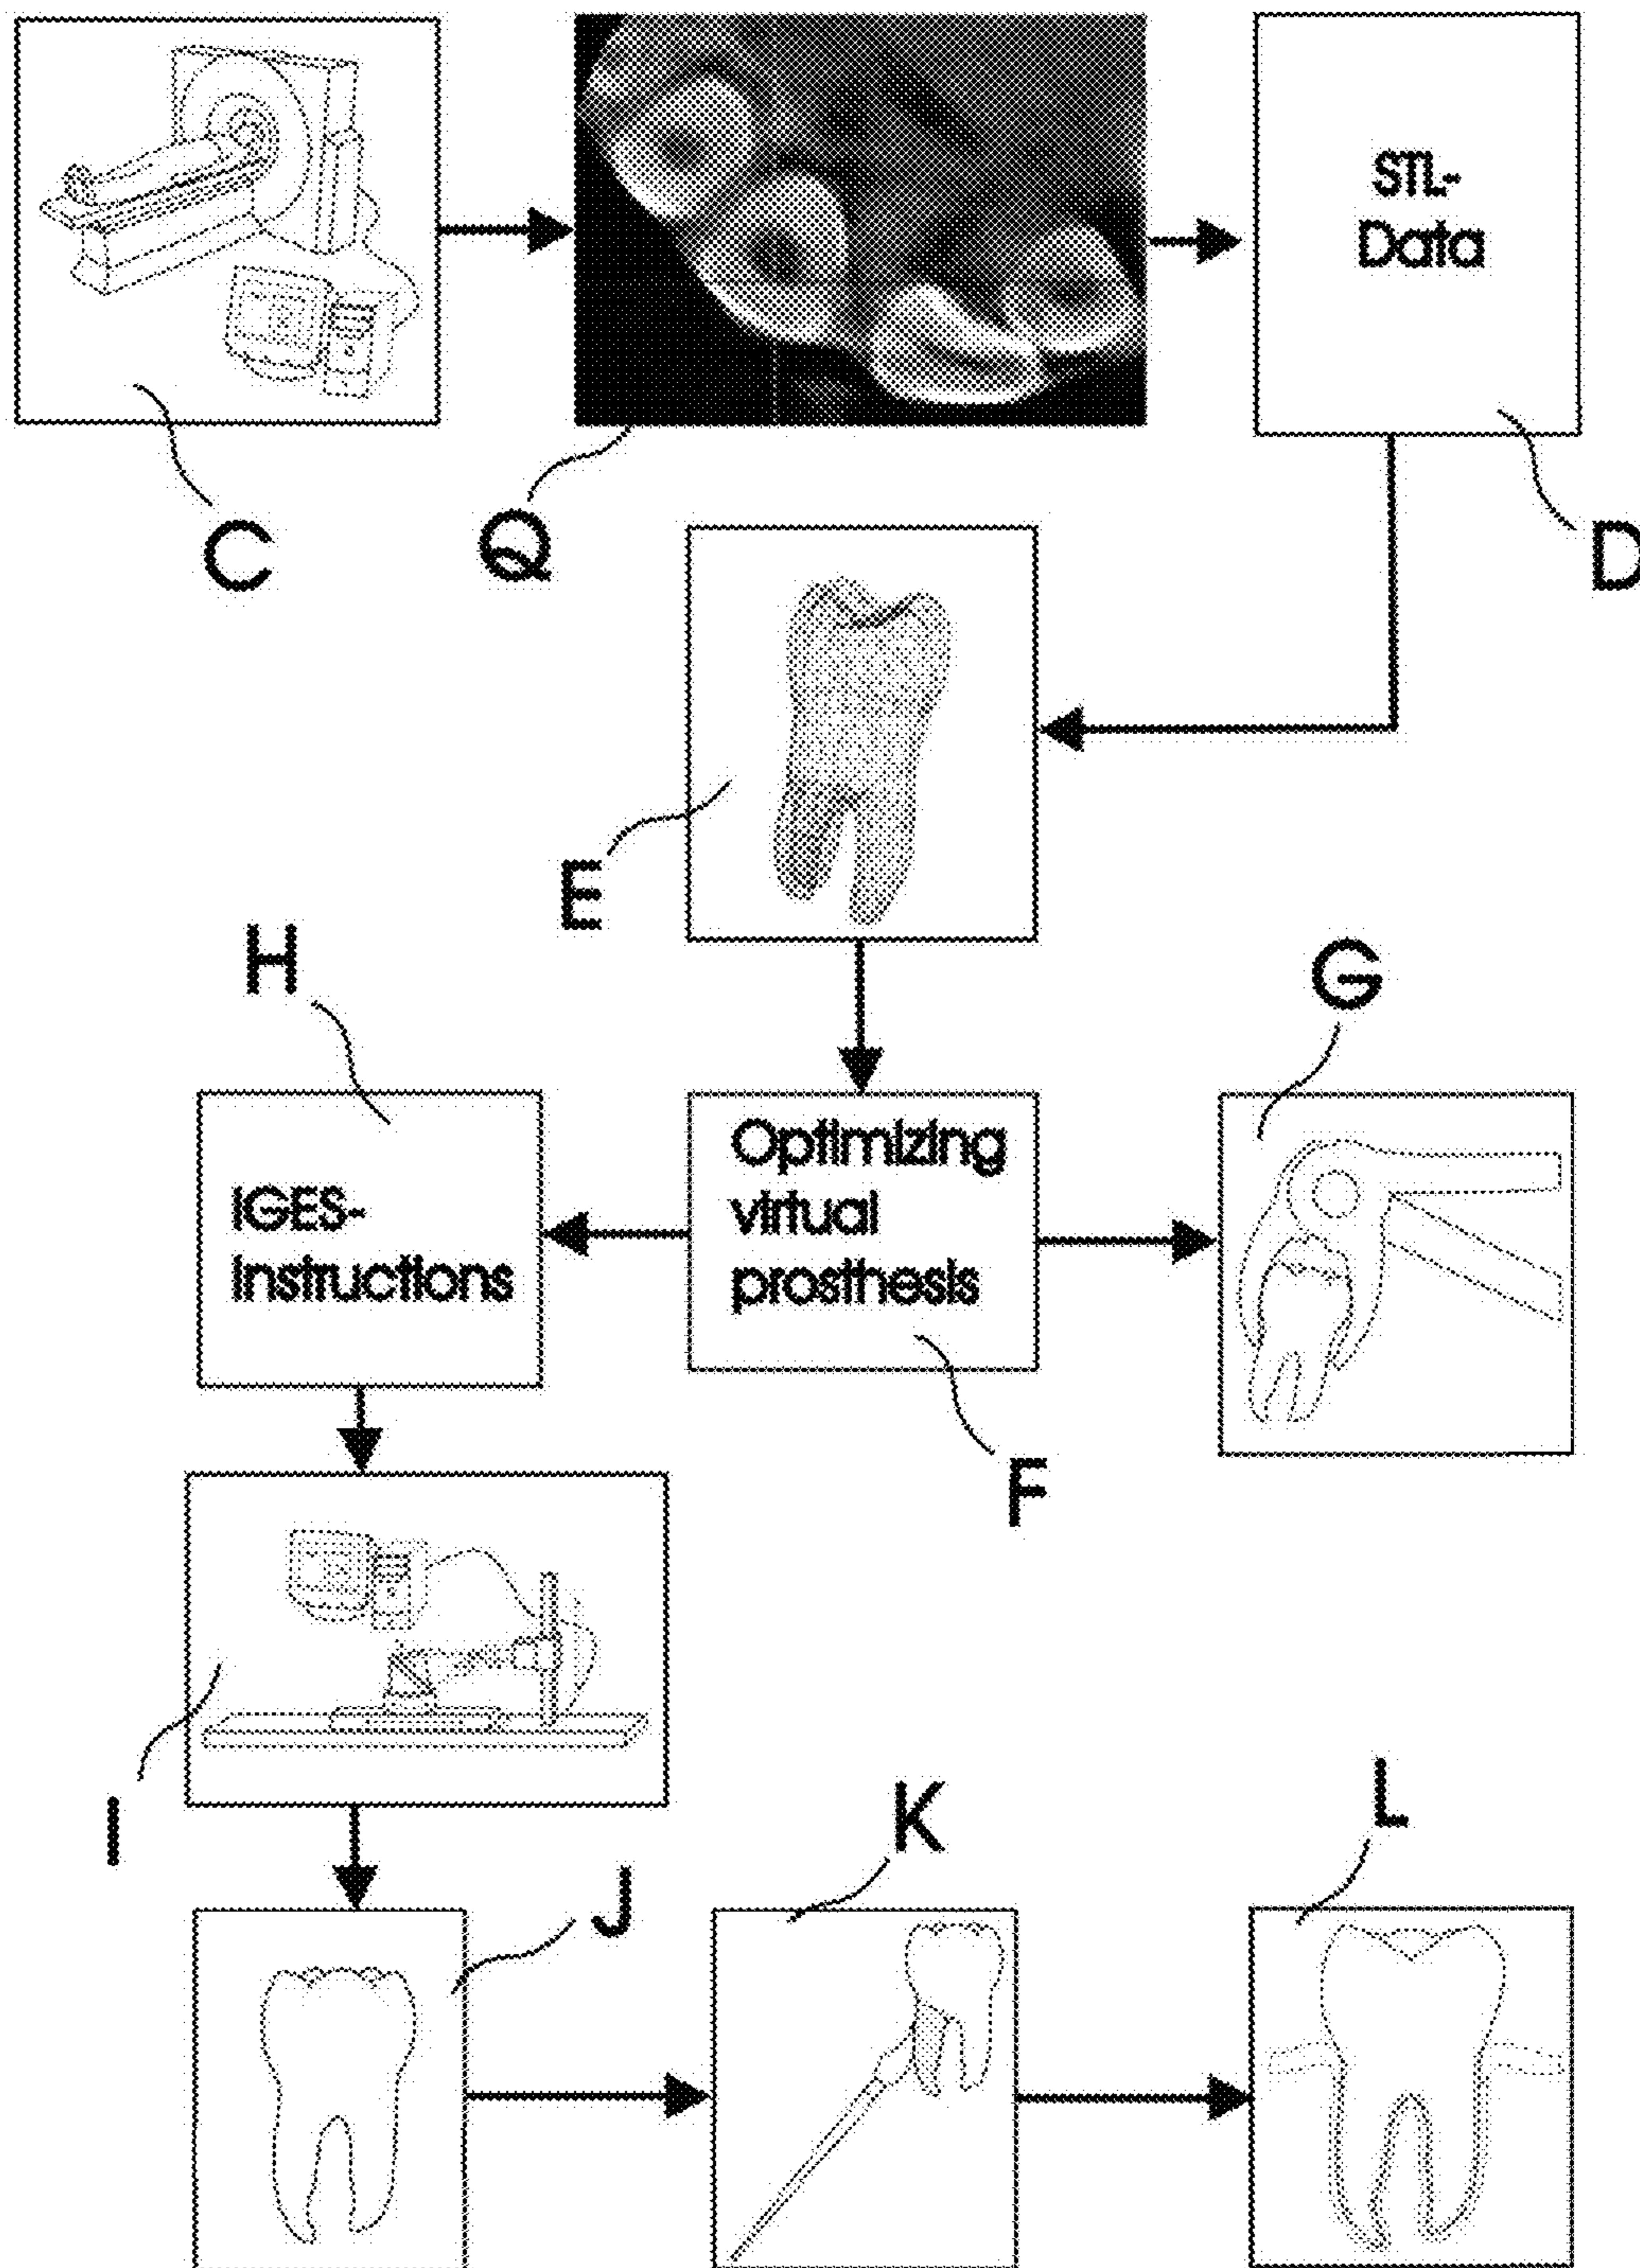 STL-
Data
C
Q
D
E
H
G
IGES-
Instructions
Optimizing
virtual
prosthesis
F
I
K
L
J